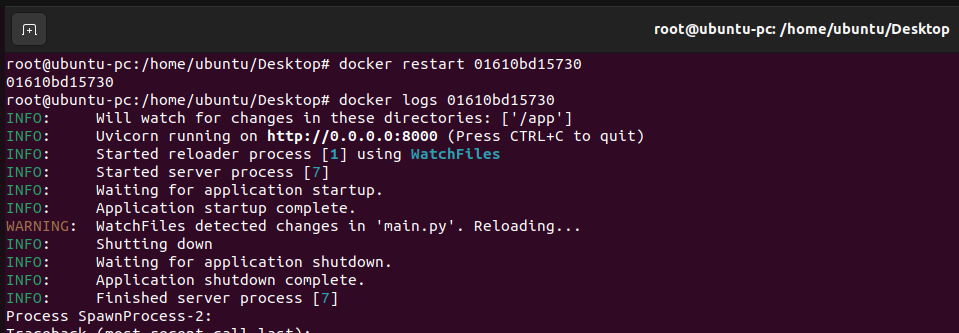 root@ubuntu-pc: /home/ubuntu/Desktop
root@ubuntu-pc:/home/ubuntu/Desktop# docker restart 01610bd15730
01610bd15730
root@ubuntu-pc:/home/ubuntu/Desktop# docker logs 01610bd15730
INFO:     Will watch for changes in these directories: ['/app']
INFO:     Uvicorn running on http://0.0.0.0:8000 (Press CTRL+C to quit)
INFO:     Started reloader process [1] using WatchFiles
INFO:     Started server process [7]
INFO:     Waiting for application startup.
INFO:     Application startup complete.
WARNING:  WatchFiles detected changes in 'main.py'. Reloading...
INFO:     Shutting down
INFO:     Waiting for application shutdown.
INFO:     Application shutdown complete.
INFO:     Finished server process [7]
Process SpawnProcess-2:
Traceback (most recent call last):